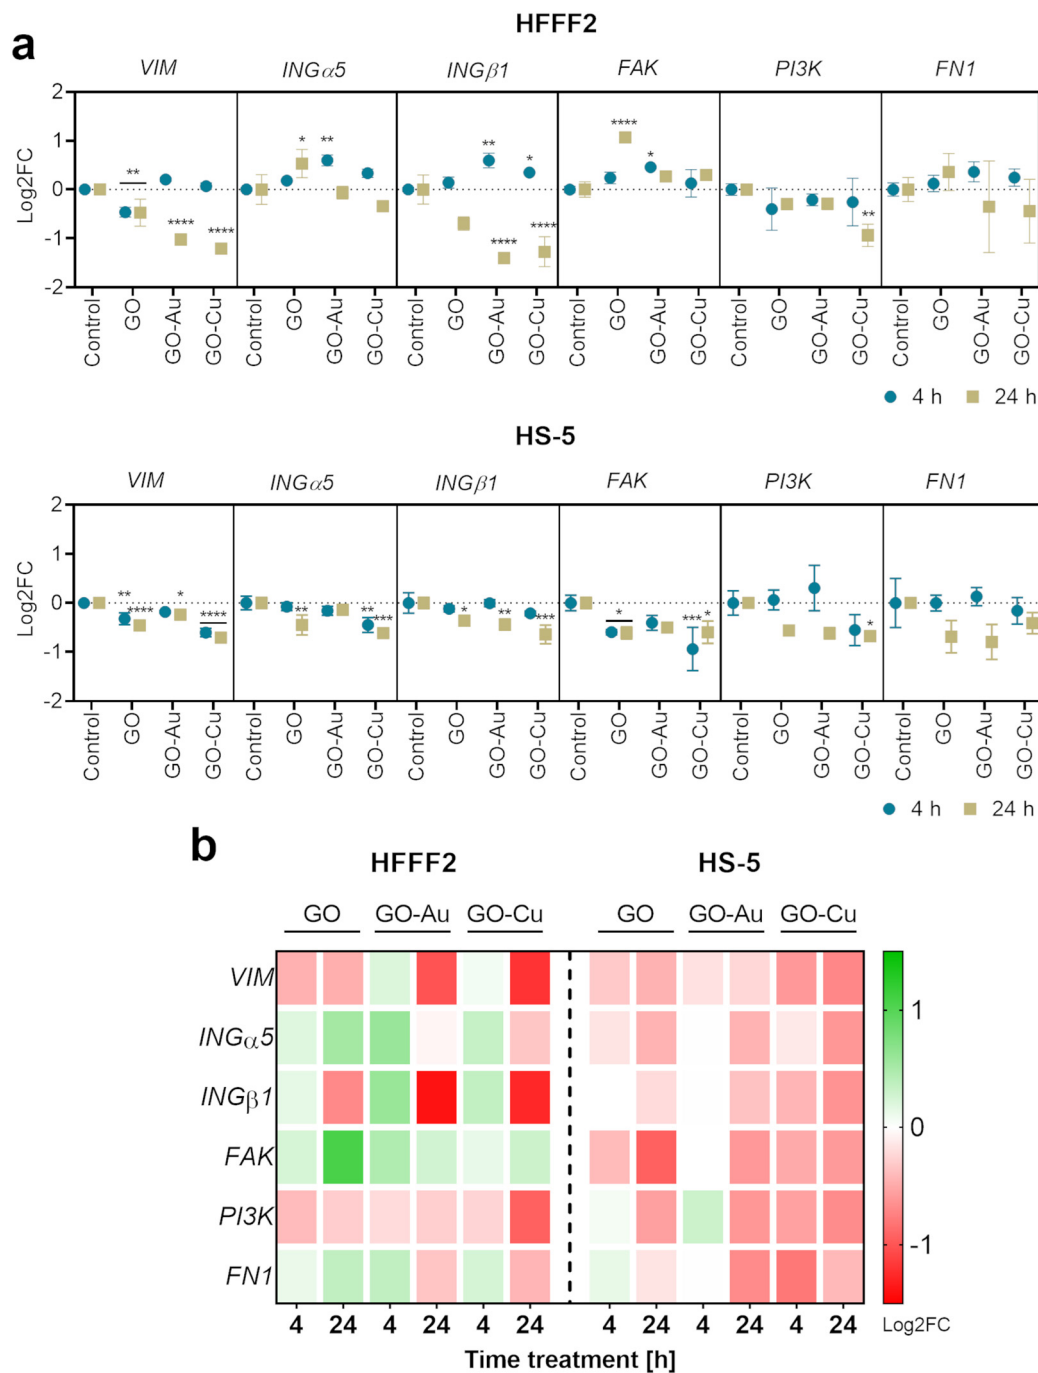 a
HFFF2
VIM INGα5 INGβ1 FAK PI3K FN1
2
1
0
-1
-2
Log2FC
** **** **** * ** ** **** * **** **** * **
Control GO GO-Au GO-Cu Control GO GO-Au GO-Cu Control GO GO-Au GO-Cu Control GO GO-Au GO-Cu Control GO GO-Au GO-Cu Control GO GO-Au GO-Cu
4 h 24 h
HS-5
VIM INGα5 INGβ1 FAK PI3K FN1
2
1
0
-1
-2
Log2FC
** **** * **** ** ** *** * ** *** * *** * *
Control GO GO-Au GO-Cu Control GO GO-Au GO-Cu Control GO GO-Au GO-Cu Control GO GO-Au GO-Cu Control GO GO-Au GO-Cu Control GO GO-Au GO-Cu
4 h 24 h
b
HFFF2 HS-5
GO GO-Au GO-Cu GO GO-Au GO-Cu
VIM
INGα5
INGβ1
FAK
PI3K
FN1
1
0
-1
Log2FC
4 24 4 24 4 24 4 24 4 24 4 24
Time treatment [h]